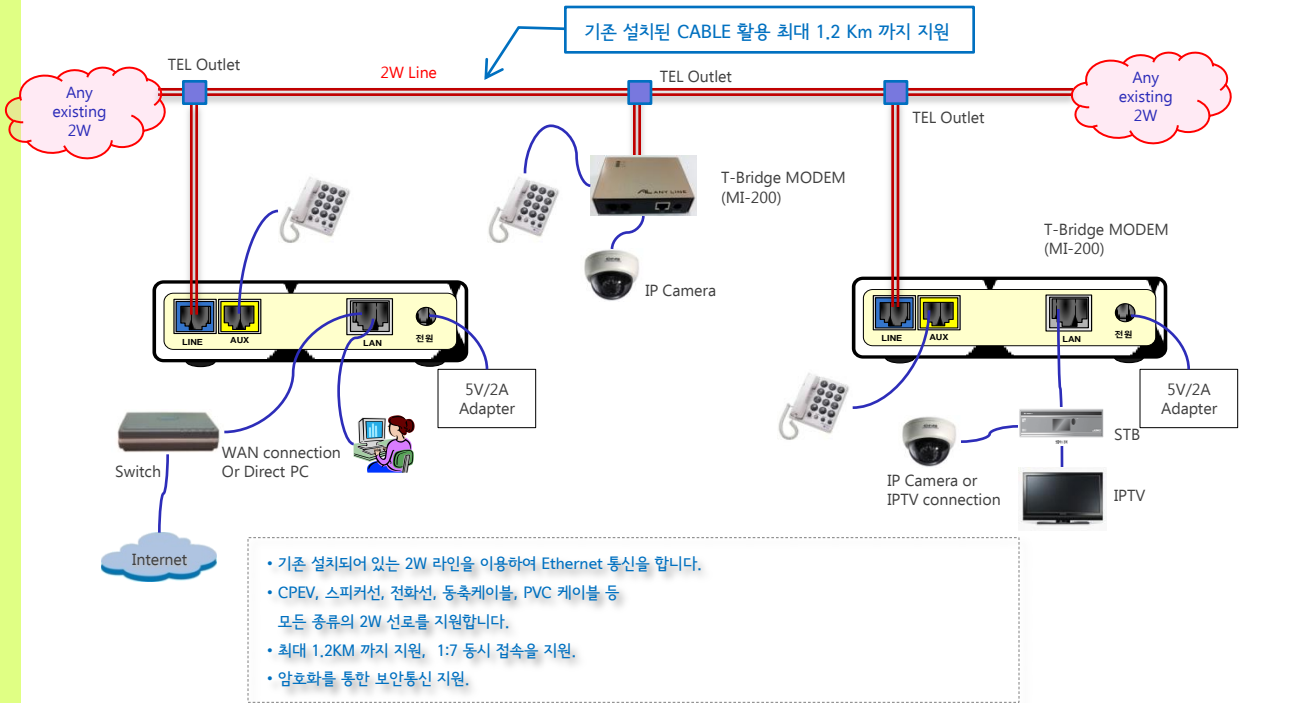 기존 설치된 CABLE 활용 최대 1.2 Km 까지 지원
TEL Outlet
2W Line
TEL Outlet
Any
existing
2W
Any
existing
2W
TEL Outlet
ANY LINE
T-Bridge MODEM
(MI-200)
T-Bridge MODEM
(MI-200)
IP Camera
LINE
AUX
LAN
전원
LINE
AUX
LAN
전원
5V/2A
Adapter
5V/2A
Adapter
STB
WAN connection
Or Direct PC
Switch
IP Camera or
IPTV connection
IPTV
Internet
• 기존 설치되어 있는 2W 라인을 이용하여 Ethernet 통신을 합니다.
• CPEV, 스피커선, 전화선, 동축케이블, PVC 케이블 등
모든 종류의 2W 선로를 지원합니다.
• 최대 1.2KM 까지 지원, 1:7 동시 접속을 지원.
• 암호화를 통한 보안통신 지원.